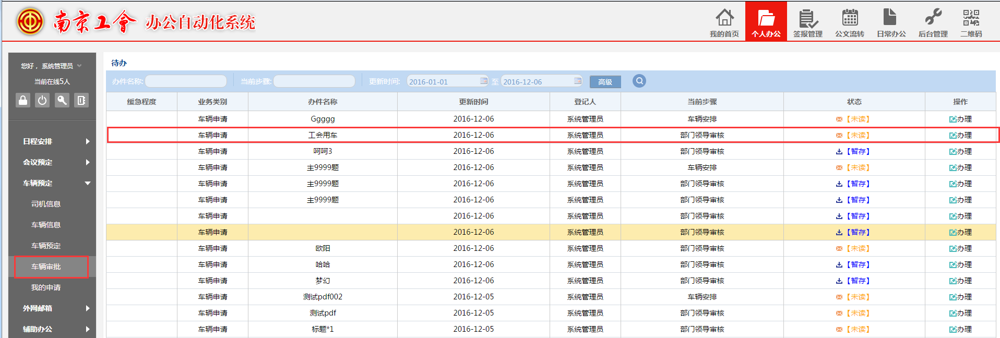 南京工會 办公自动化系统
我的首页 个人办公 签报管理 公文流转 日常办公 后台管理 二维码
您好， 系统管理员
当前在线5人
日程安排
会议预定
车辆预定
司机信息
车辆信息
车辆预定
车辆审批
我的申请
外网邮箱
辅助办公
待办
办件名称: 当前步骤: 更新时间: 2016-01-01 至 2016-12-06 高级
缓急程度 业务类别 办件名称 更新时间 登记人 当前步骤 状态 操作
车辆申请 Ggggg 2016-12-06 系统管理员 车辆安排 【未读】 办理
车辆申请 工会用车 2016-12-06 系统管理员 部门领导审核 【未读】 办理
车辆申请 呵呵3 2016-12-06 系统管理员 部门领导审核 【暂存】 办理
车辆申请 主9999题 2016-12-06 系统管理员 车辆安排 【未读】 办理
车辆申请 主9999题 2016-12-06 系统管理员 部门领导审核 【暂存】 办理
车辆申请 主9999题 2016-12-06 系统管理员 部门领导审核 【暂存】 办理
车辆申请 2016-12-06 系统管理员 部门领导审核 【暂存】 办理
车辆申请 2016-12-06 系统管理员 部门领导审核 【暂存】 办理
车辆申请 欧阳 2016-12-06 系统管理员 部门领导审核 【未读】 办理
车辆申请 哈哈 2016-12-06 系统管理员 部门领导审核 【暂存】 办理
车辆申请 梦幻 2016-12-06 系统管理员 部门领导审核 【暂存】 办理
车辆申请 测试pdf002 2016-12-05 系统管理员 车辆安排 【未读】 办理
车辆申请 测试pdf 2016-12-05 系统管理员 部门领导审核 【未读】 办理
车辆申请 标题*1 2016-12-05 系统管理员 部门领导审核 【未读】 办理